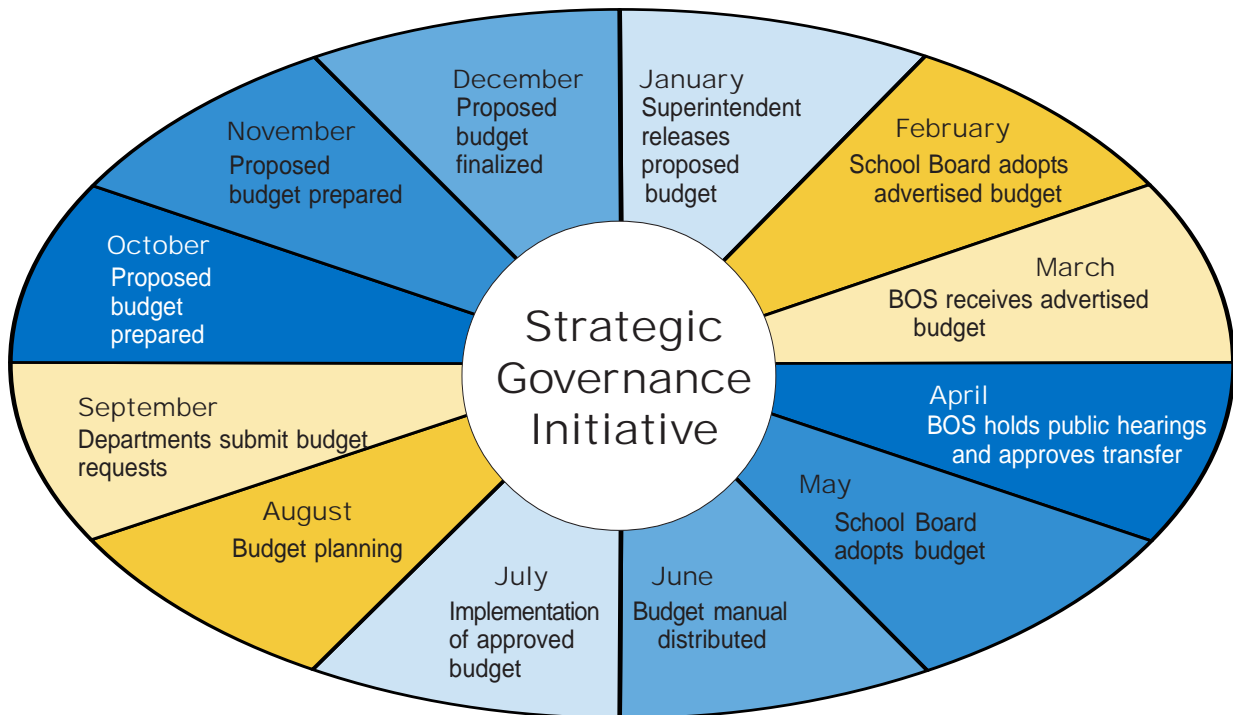 January
Superintendent
releases
proposed
budget
February
School Board adopts
advertised budget
March
BOS receives advertised
budget
April
BOS holds public hearings
and approves transfer
May
School Board
adopts budget
June
Budget manual
distributed
July
Implementation
of approved
budget
August
Budget planning
September
Departments submit budget
requests
October
Proposed
budget
prepared
November
Proposed
budget prepared
December
Proposed
budget
finalized
Strategic
Governance
Initiative